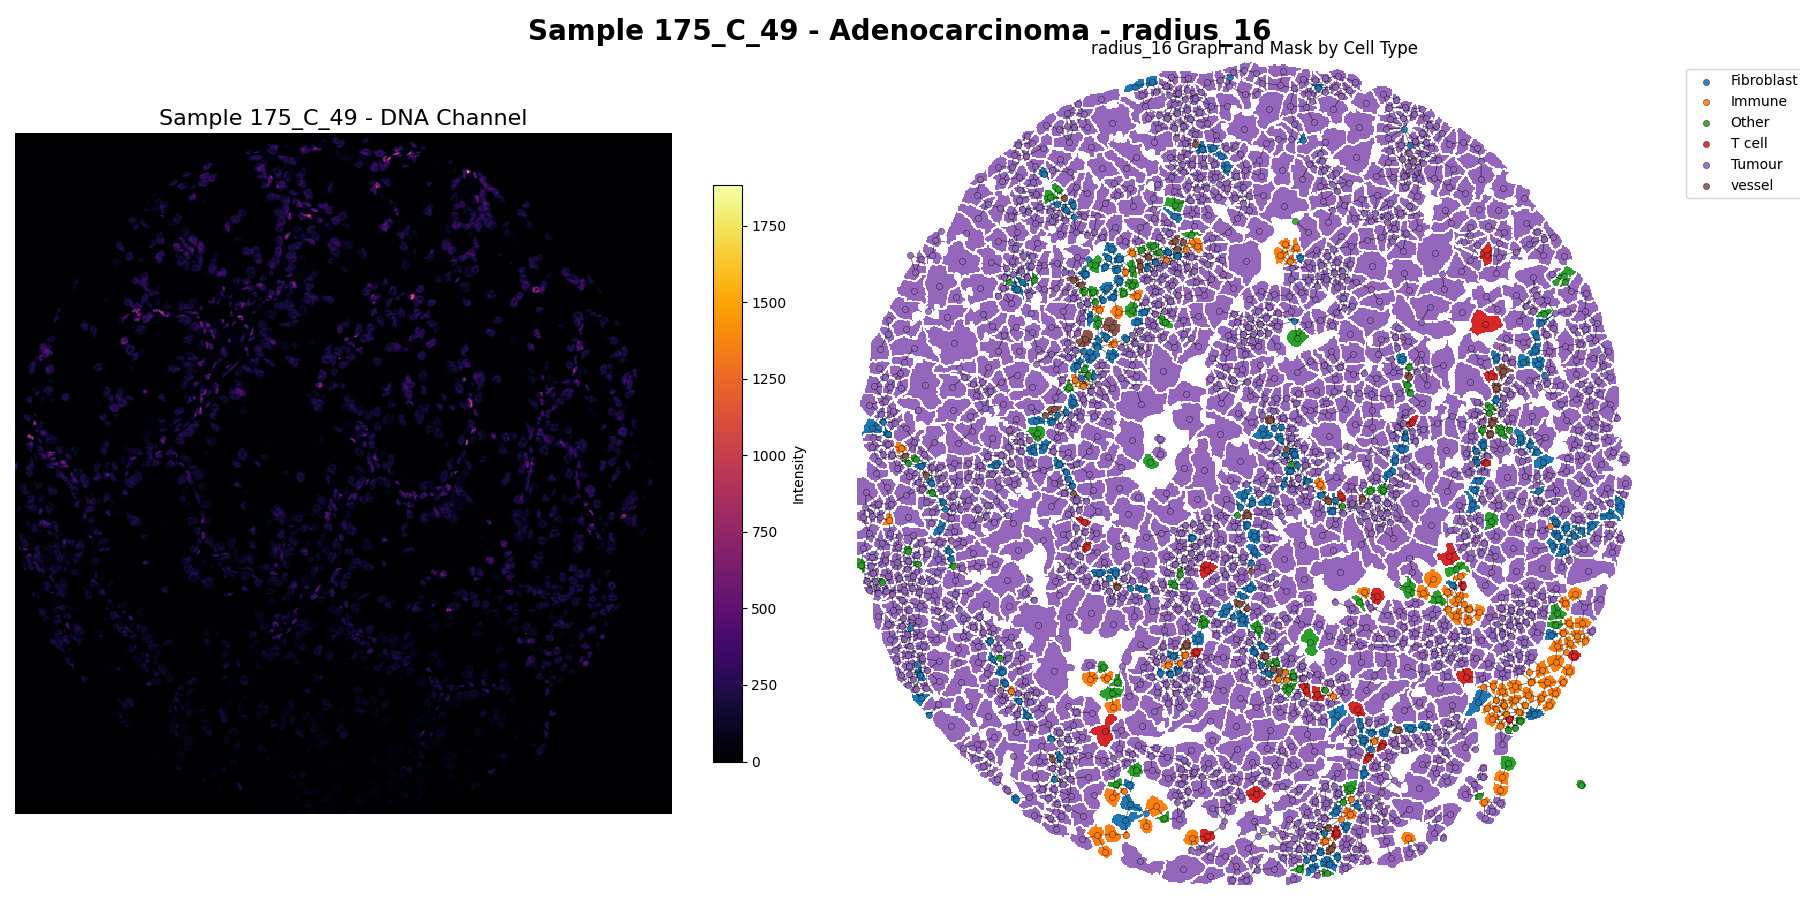 Sample 175_C_49 - Adenocarcinoma - radius_16
radius_16 Graph and Mask by Cell Type
Sample 175_C_49 - DNA Channel
Fibroblast
Immune
Other
T cell
Tumour
vessel
1750
1500
1250
1000
750
500
250
0
Intensity